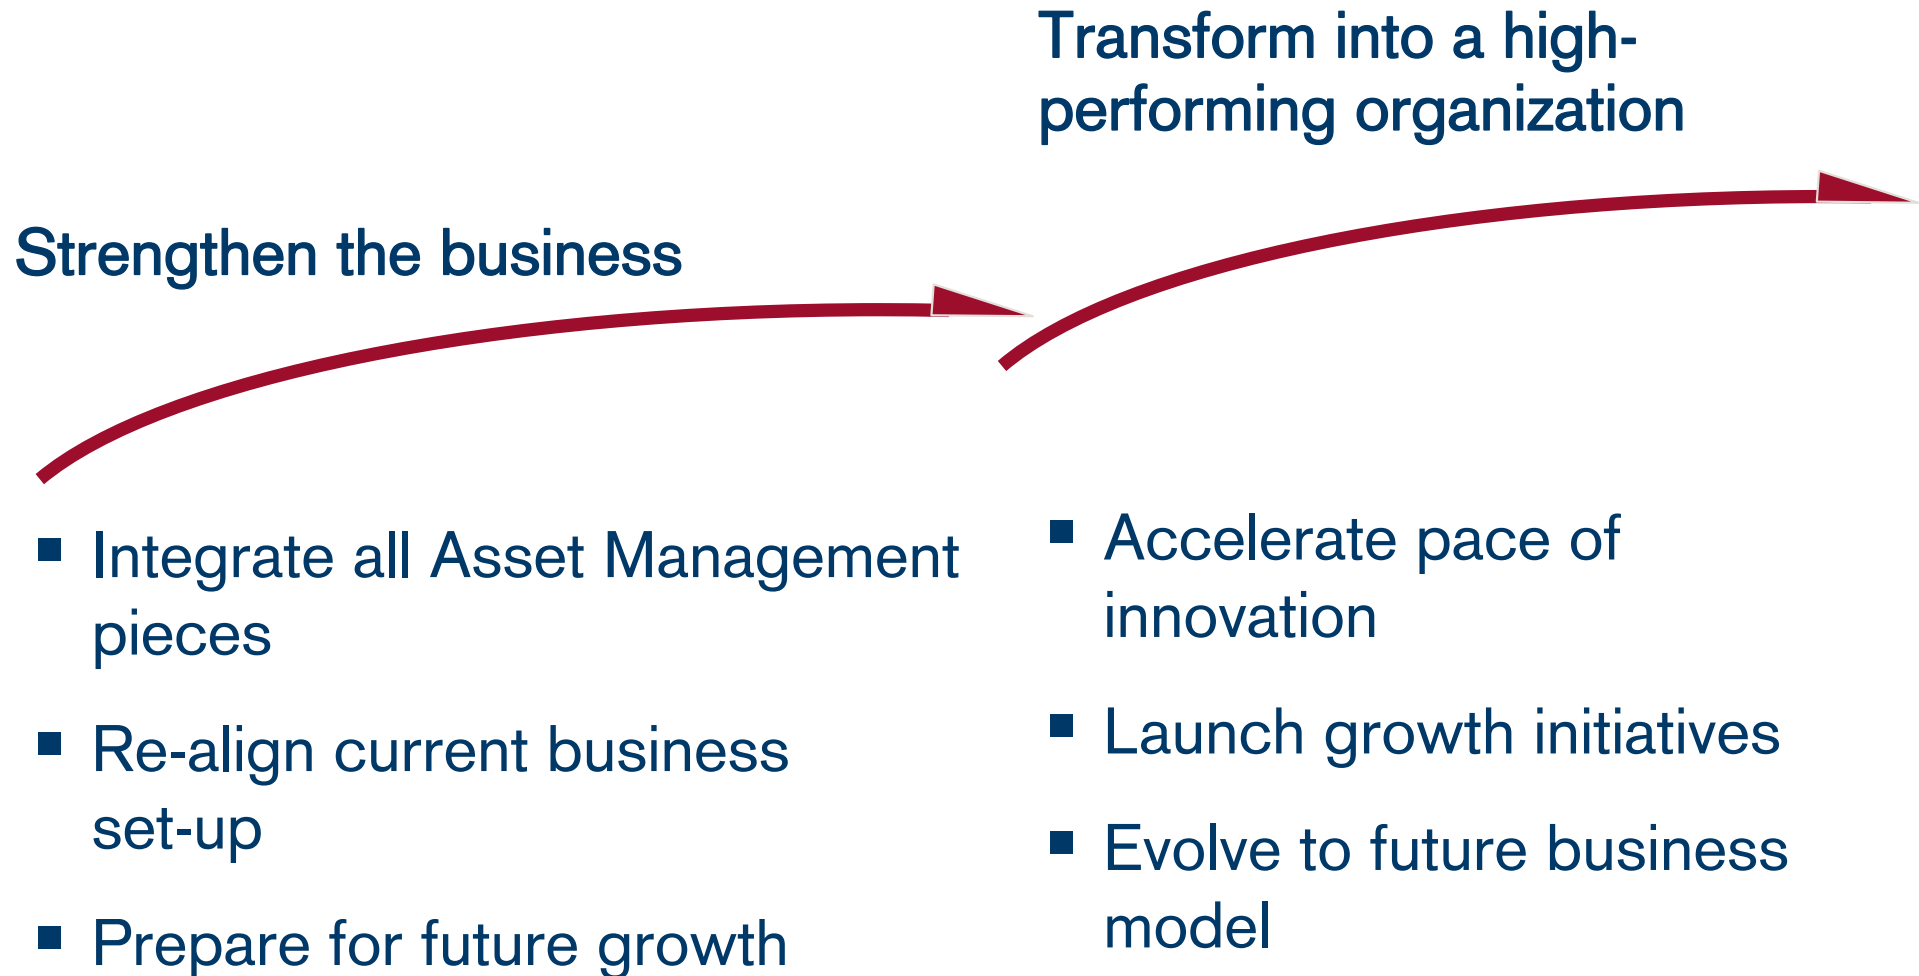 Transform into a high-
performing organization
Strengthen the business
▪ Integrate all Asset Management
pieces
▪ Re-align current business
set-up
▪ Prepare for future growth
▪ Accelerate pace of
innovation
▪ Launch growth initiatives
▪ Evolve to future business
model